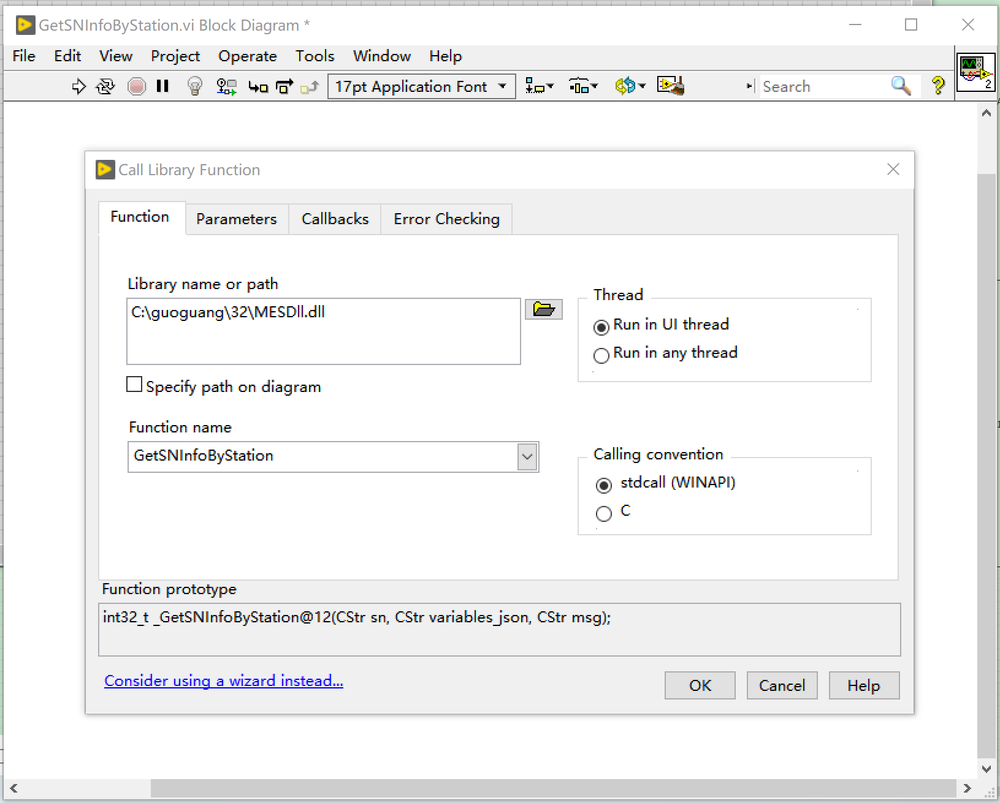 GetSNInfoByStation.vi Block Diagram *
File Edit View Project Operate Tools Window Help
17pt Application Font
Search
2
Call Library Function
Function Parameters Callbacks Error Checking
Library name or path
C:\guoguang\32\MESDll.dll
Specify path on diagram
Thread
Run in UI thread
Run in any thread
Function name
GetSNInfoByStation
Calling convention
stdcall (WINAPI)
C
Function prototype
int32_t _GetSNInfoByStation@12(CStr sn, CStr variables_json, CStr msg);
Consider using a wizard instead...
OK Cancel Help